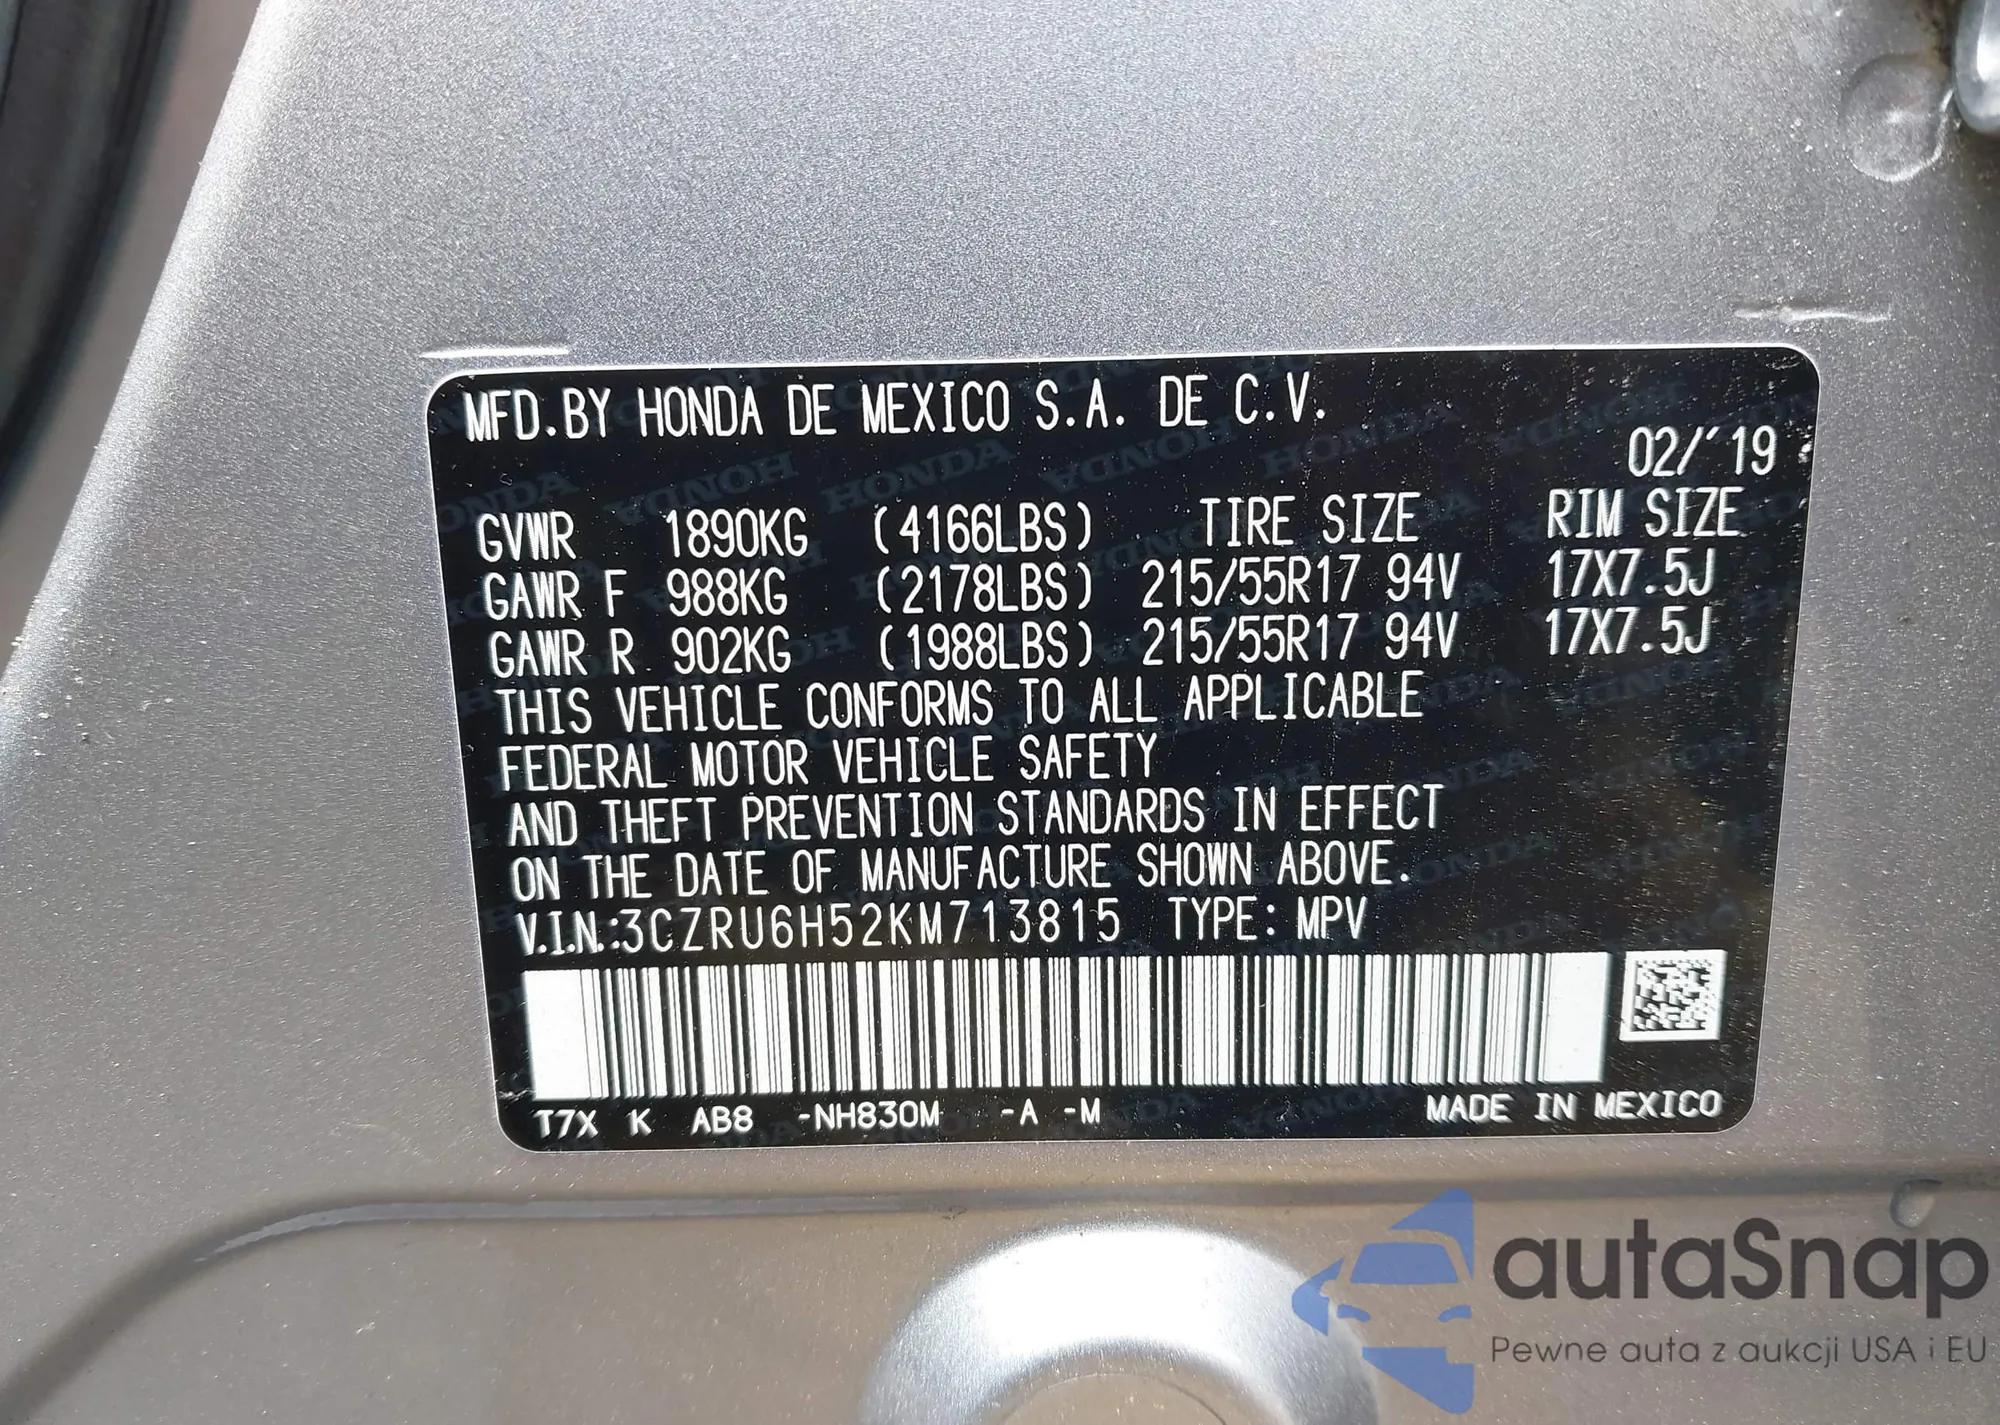 MFD.BY HONDA DE MEXICO S.A. DE C.V.
02/'19
GVWR 1890KG (4166LBS) TIRE SIZE RIM SIZE
GAWR F 988KG (2178LBS) 215/55R17 94V 17X7.5J
GAWR R 902KG (1988LBS) 215/55R17 94V 17X7.5J
THIS VEHICLE CONFORMS TO ALL APPLICABLE
FEDERAL MOTOR VEHICLE SAFETY
AND THEFT PREVENTION STANDARDS IN EFFECT
ON THE DATE OF MANUFACTURE SHOWN ABOVE.
V.I.N.:3CZRU6H52KM713815 TYPE: MPV
T7X K AB8 -NH830M -A -M MADE IN MEXICO
autaSnap
Pewne auta z aukcji USA i EU